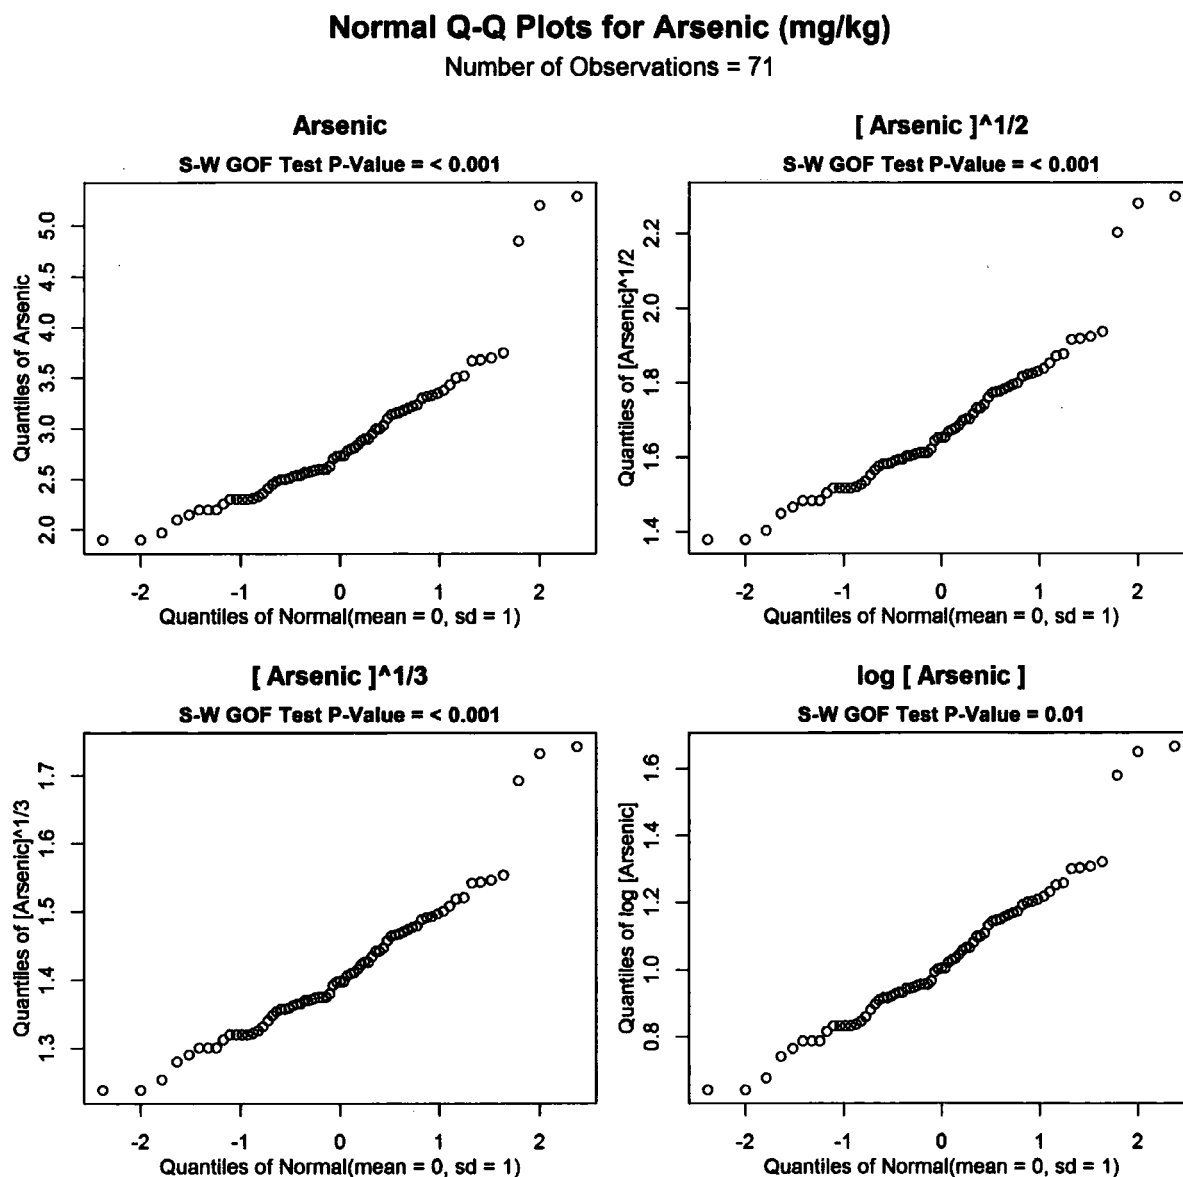 Normal Q-Q Plots for Arsenic (mg/kg)
Number of Observations = 71
Arsenic
S-W GOF Test P-Value = < 0.001
Quantiles of Arsenic
5.0
4.5
4.0
3.5
3.0
2.5
2.0
-2 -1 0 1 2
Quantiles of Normal(mean = 0, sd = 1)
[ Arsenic ]^1/2
S-W GOF Test P-Value = < 0.001
Quantiles of [Arsenic]^1/2
2.2
2.0
1.8
1.6
1.4
-2 -1 0 1 2
Quantiles of Normal(mean = 0, sd = 1)
[ Arsenic ]^1/3
S-W GOF Test P-Value = < 0.001
Quantiles of [Arsenic]^1/3
1.7
1.6
1.5
1.4
1.3
-2 -1 0 1 2
Quantiles of Normal(mean = 0, sd = 1)
log [ Arsenic ]
S-W GOF Test P-Value = 0.01
Quantiles of log [Arsenic]
1.6
1.4
1.2
1.0
0.8
-2 -1 0 1 2
Quantiles of Normal(mean = 0, sd = 1)